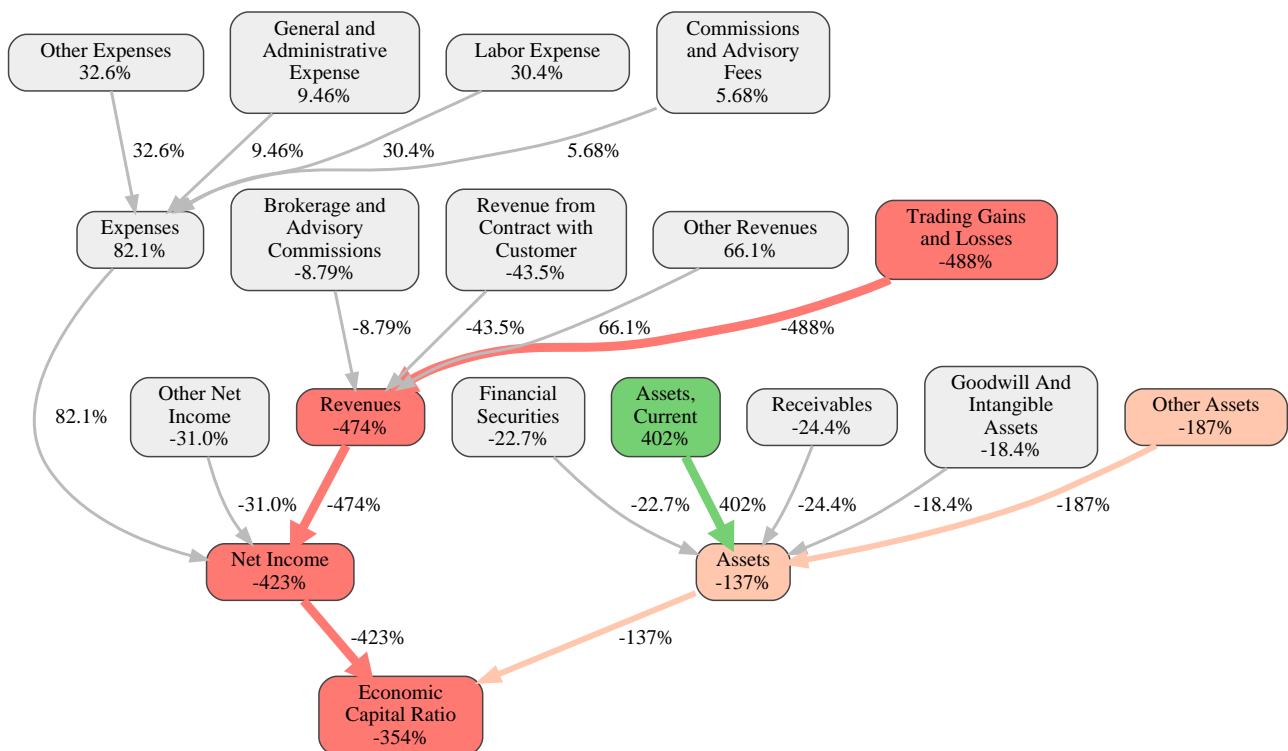 Other Expenses
32.6%
General and
Administrative
Expense
9.46%
Labor Expense
30.4%
Commissions
and Advisory
Fees
5.68%
32.6%
9.46%
30.4%
5.68%
Expenses
82.1%
Brokerage and
Advisory
Commissions
-8.79%
Revenue from
Contract with
Customer
-43.5%
Other Revenues
66.1%
Trading Gains
and Losses
-488%
-8.79%
-43.5%
66.1%
-488%
82.1%
Other Net
Income
-31.0%
Revenues
-474%
Financial
Securities
-22.7%
Assets,
Current
402%
Receivables
-24.4%
Goodwill And
Intangible
Assets
-18.4%
Other Assets
-187%
-31.0%
-474%
-22.7%
402%
-24.4%
-18.4%
-187%
Net Income
-423%
Assets
-137%
-423%
-137%
Economic
Capital Ratio
-354%